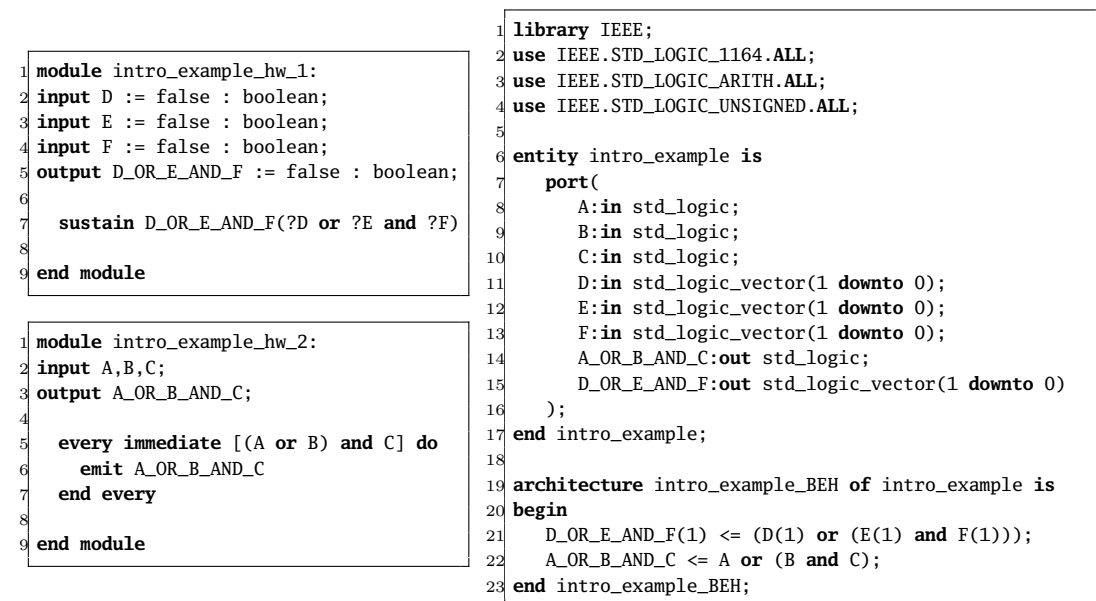 1 module intro_example_hw_1:
2 input D := false : boolean;
3 input E := false : boolean;
4 input F := false : boolean;
5 output D_OR_E_AND_F := false : boolean;
6
7 sustain D_OR_E_AND_F(?D or ?E and ?F)
8
9 end module
1 module intro_example_hw_2:
2 input A,B,C;
3 output A_OR_B_AND_C;
4
5 every immediate [(A or B) and C] do
6 emit A_OR_B_AND_C
7 end every
8
9 end module
1 library IEEE;
2 use IEEE.STD_LOGIC_1164.ALL;
3 use IEEE.STD_LOGIC_ARITH.ALL;
4 use IEEE.STD_LOGIC_UNSIGNED.ALL;
5
6 entity intro_example is
7 port(
8 A:in std_logic;
9 B:in std_logic;
10 C:in std_logic;
11 D:in std_logic_vector(1 downto 0);
12 E:in std_logic_vector(1 downto 0);
13 F:in std_logic_vector(1 downto 0);
14 A_OR_B_AND_C:out std_logic;
15 D_OR_E_AND_F:out std_logic_vector(1 downto 0)
16 );
17 end intro_example;
18
19 architecture intro_example_BEH of intro_example is
20 begin
21 D_OR_E_AND_F(1) <= (D(1) or (E(1) and F(1)));
22 A_OR_B_AND_C <= A or (B and C);
23 end intro_example_BEH;